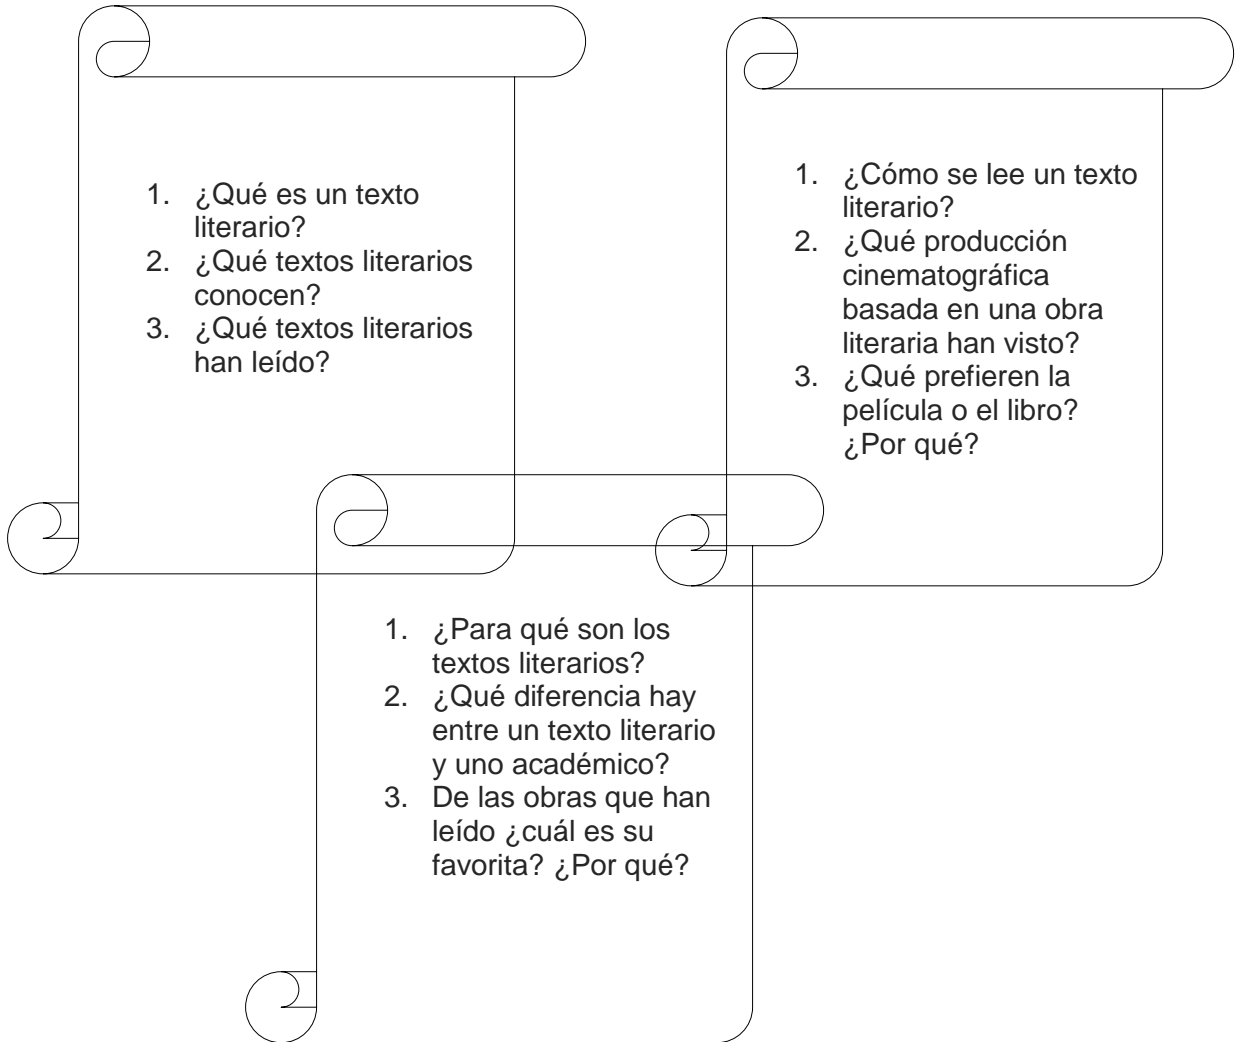 1. ¿Qué es un texto
literario?
2. ¿Qué textos literarios
conocen?
3. ¿Qué textos literarios
han leído?
1. ¿Cómo se lee un texto
literario?
2. ¿Qué producción
cinematográfica
basada en una obra
literaria han visto?
3. ¿Qué prefieren la
película o el libro?
¿Por qué?
1. ¿Para qué son los
textos literarios?
2. ¿Qué diferencia hay
entre un texto literario
y uno académico?
3. De las obras que han
leído ¿cuál es su
favorita? ¿Por qué?